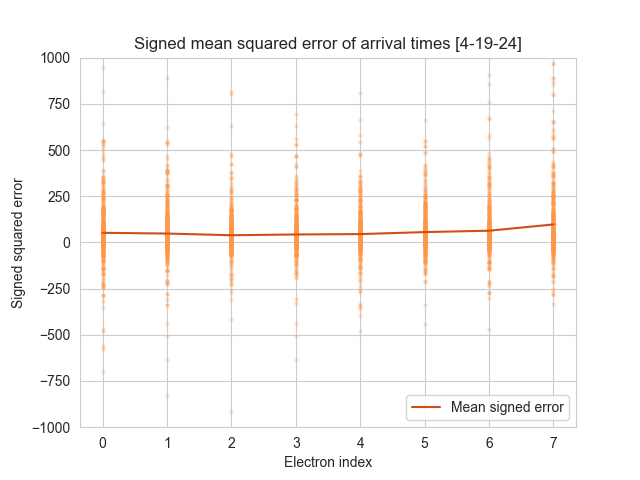 Signed mean squared error of arrival times [4-19-24]
1000
750
500
250
0
−250
−500
−750
−1000
Signed squared error
Mean signed error
0 1 2 3 4 5 6 7
Electron index